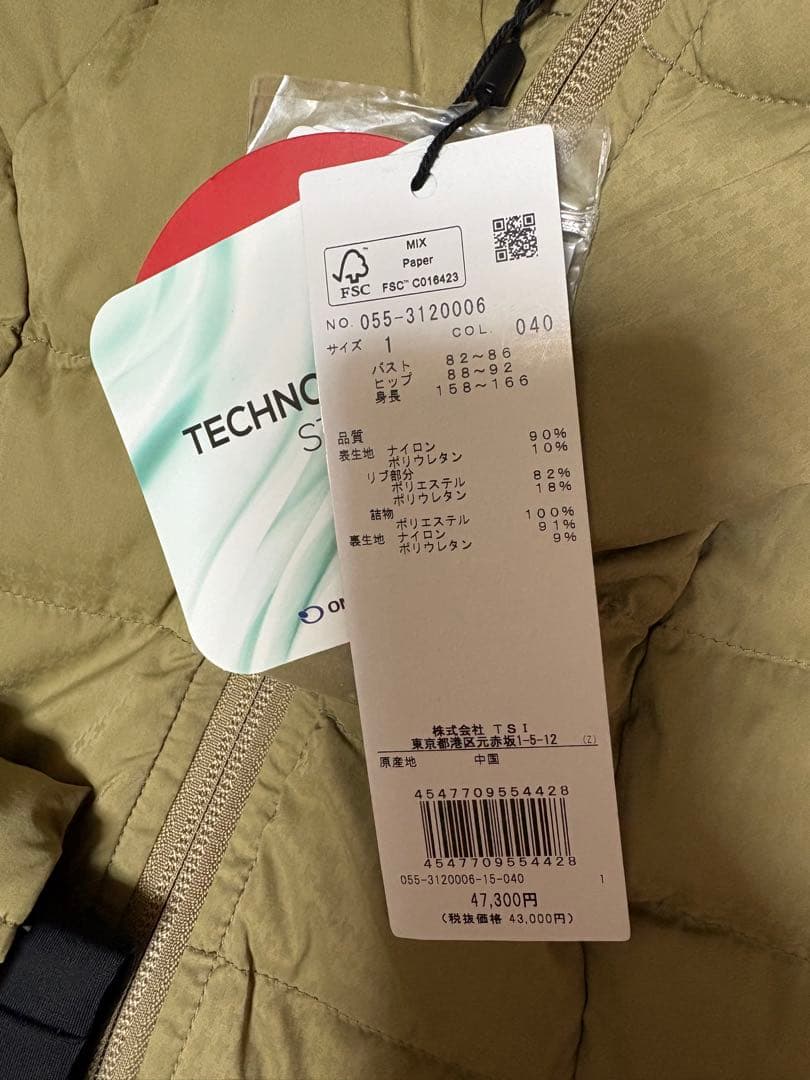 MIX
Paper
FSC™ C016423
FSC
NO. 055-3120006
サイズ 1 COL. 040
バスト 82～86
ヒップ 88～92
身長 158～166
品質
表生地 ナイロン 90%
ポリウレタン 10%
リブ部分
ポリエステル 82%
ポリウレタン 18%
詰物
ポリエステル 100%
裏生地 ナイロン 91%
ポリウレタン 9%
株式会社 TSI
東京都港区元赤坂1-5-12 (Z)
原産地 中国
4547709554428
4547709554428
055-3120006-15-040 1
47,300円
(税抜価格 43,000円)
TECHNO